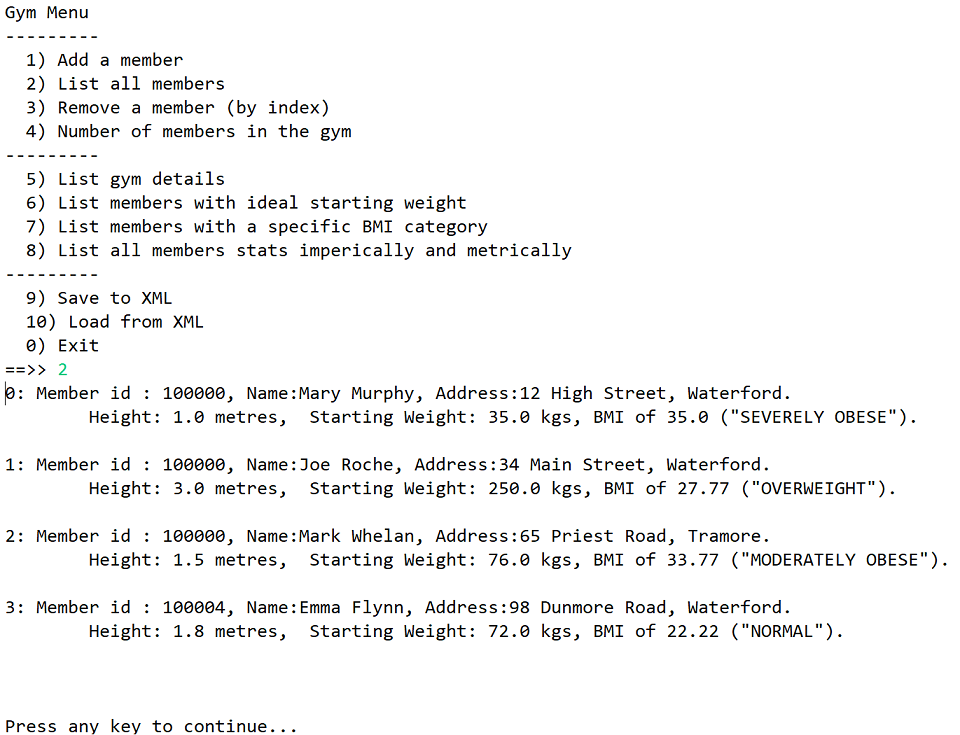 Gym Menu
---------
  1) Add a member
  2) List all members
  3) Remove a member (by index)
  4) Number of members in the gym
---------
  5) List gym details
  6) List members with ideal starting weight
  7) List members with a specific BMI category
  8) List all members stats imperically and metrically
---------
  9) Save to XML
  10) Load from XML
  0) Exit
==>> 2
0: Member id : 100000, Name:Mary Murphy, Address:12 High Street, Waterford.
        Height: 1.0 metres,  Starting Weight: 35.0 kgs, BMI of 35.0 ("SEVERELY OBESE").
1: Member id : 100000, Name:Joe Roche, Address:34 Main Street, Waterford.
        Height: 3.0 metres,  Starting Weight: 250.0 kgs, BMI of 27.77 ("OVERWEIGHT").
2: Member id : 100000, Name:Mark Whelan, Address:65 Priest Road, Tramore.
        Height: 1.5 metres,  Starting Weight: 76.0 kgs, BMI of 33.77 ("MODERATELY OBESE").
3: Member id : 100004, Name:Emma Flynn, Address:98 Dunmore Road, Waterford.
        Height: 1.8 metres,  Starting Weight: 72.0 kgs, BMI of 22.22 ("NORMAL").
Press any key to continue...